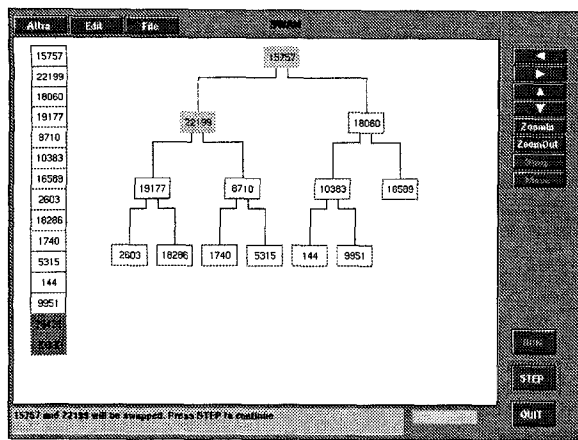 Altra Edit File
15757
22199
18060
19177
8710
10383
16589
2603
18286
1740
5315
144
9951
15757
22199 18060
19177 8710 10383 16589
2603 18286 1740 5315 144 9951
ZoomIn
ZoomOut
STEP
QUIT
15757 and 22199 will be swapped. Press STEP to continue